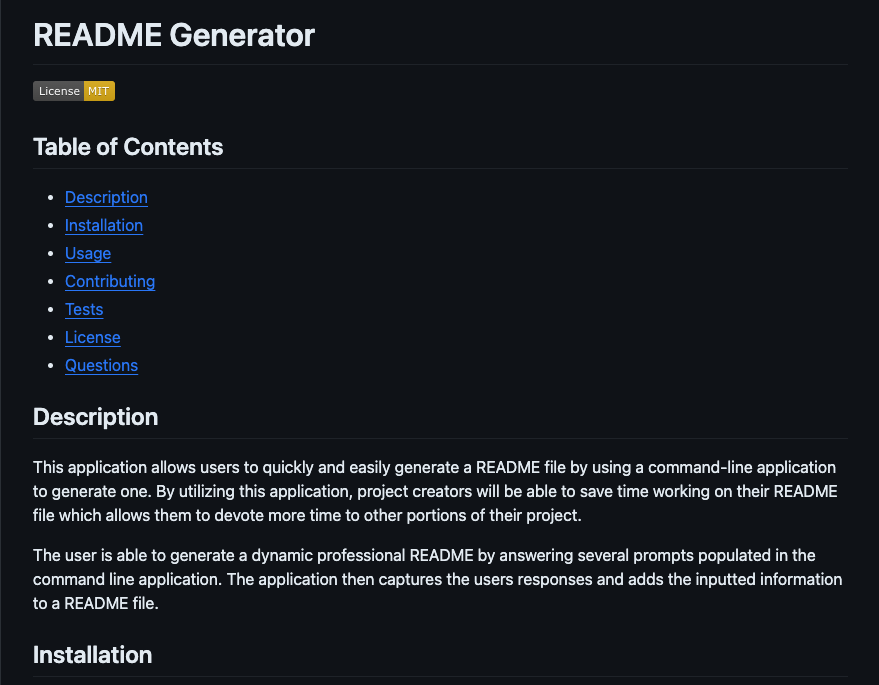 README Generator
License MIT
Table of Contents
Description
Installation
Usage
Contributing
Tests
License
Questions
Description
This application allows users to quickly and easily generate a README file by using a command-line application
to generate one. By utilizing this application, project creators will be able to save time working on their README
file which allows them to devote more time to other portions of their project.
The user is able to generate a dynamic professional README by answering several prompts populated in the
command line application. The application then captures the users responses and adds the inputted information
to a README file.
Installation